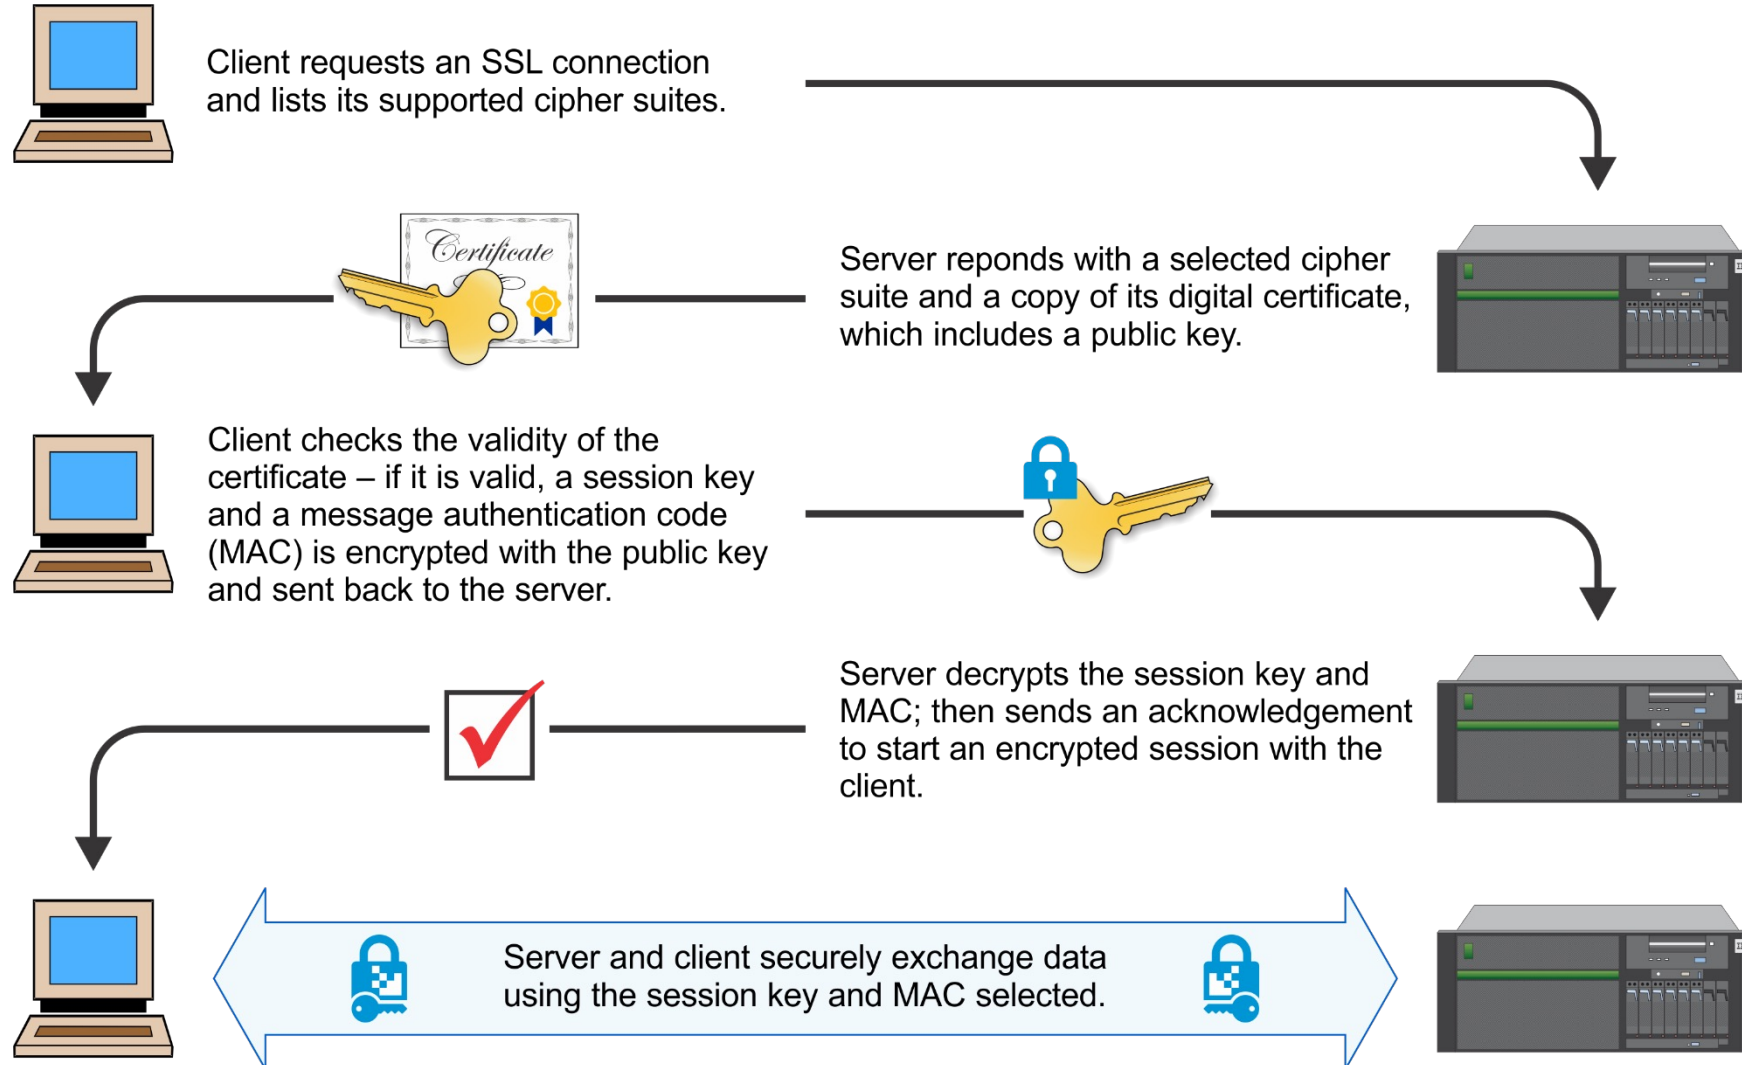 Client requests an SSL connection
and lists its supported cipher suites.
Certificate
Server reponds with a selected cipher
suite and a copy of its digital certificate,
which includes a public key.
Client checks the validity of the
certificate – if it is valid, a session key
and a message authentication code
(MAC) is encrypted with the public key
and sent back to the server.
Server decrypts the session key and
MAC; then sends an acknowledgement
to start an encrypted session with the
client.
Server and client securely exchange data
using the session key and MAC selected.